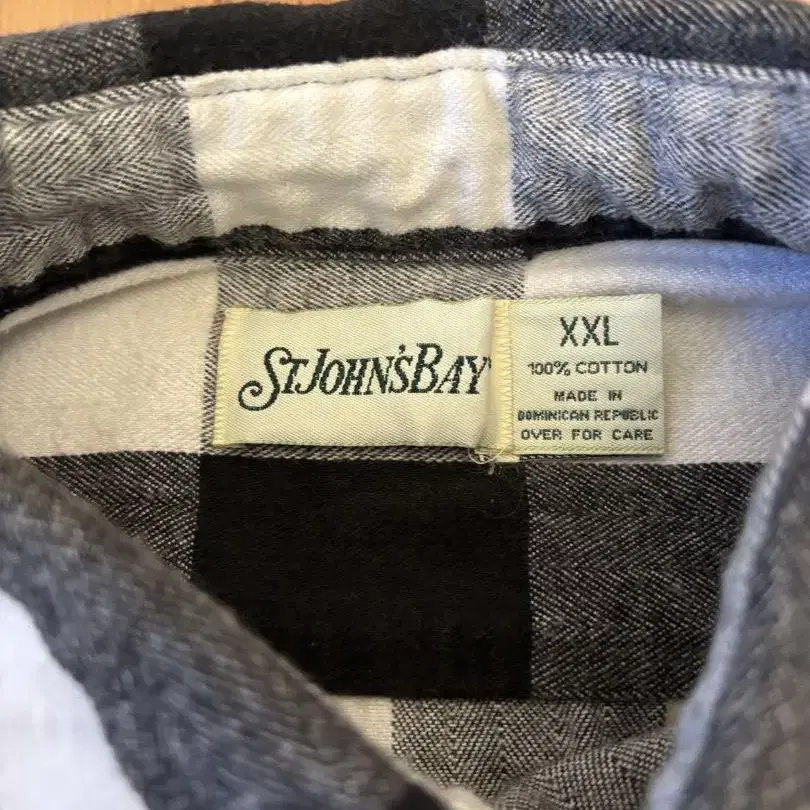 ST JOHN'S BAY
XXL
100% COTTON
MADE IN
DOMINICAN REPUBLIC
OVER FOR CARE